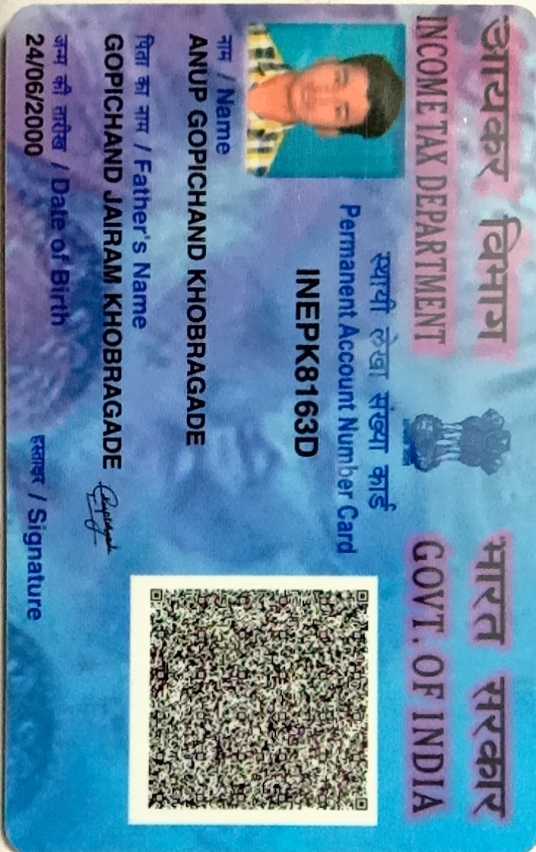 आयकर विभाग
INCOME TAX DEPARTMENT
भारत सरकार
GOVT. OF INDIA
स्थायी लेखा संख्या कार्ड
Permanent Account Number Card
INEPK8163D
नाम / Name
ANUP GOPICHAND KHOBRAGADE
पिता का नाम / Father's Name
GOPICHAND JAIRAM KHOBRAGADE
जन्म की तारीख / Date of Birth
24/06/2000
हस्ताक्षर / Signature